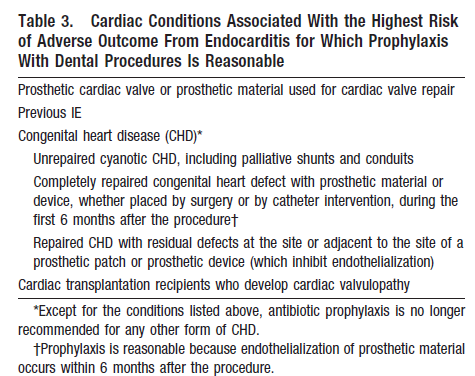 Table 3. Cardiac Conditions Associated With the Highest Risk
of Adverse Outcome From Endocarditis for Which Prophylaxis
With Dental Procedures Is Reasonable
Prosthetic cardiac valve or prosthetic material used for cardiac valve repair
Previous IE
Congenital heart disease (CHD)*
Unrepaired cyanotic CHD, including palliative shunts and conduits
Completely repaired congenital heart defect with prosthetic material or
device, whether placed by surgery or by catheter intervention, during the
first 6 months after the procedure†
Repaired CHD with residual defects at the site or adjacent to the site of a
prosthetic patch or prosthetic device (which inhibit endothelialization)
Cardiac transplantation recipients who develop cardiac valvulopathy
*Except for the conditions listed above, antibiotic prophylaxis is no longer
recommended for any other form of CHD.
†Prophylaxis is reasonable because endothelialization of prosthetic material
occurs within 6 months after the procedure.